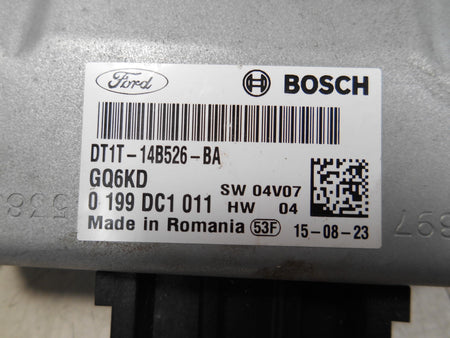 Ford BOSCH
DT1T-14B526-BA
GQ6KD SW 04V07
0 199 DC1 011 HW 04
Made in Romania 53F 15-08-23